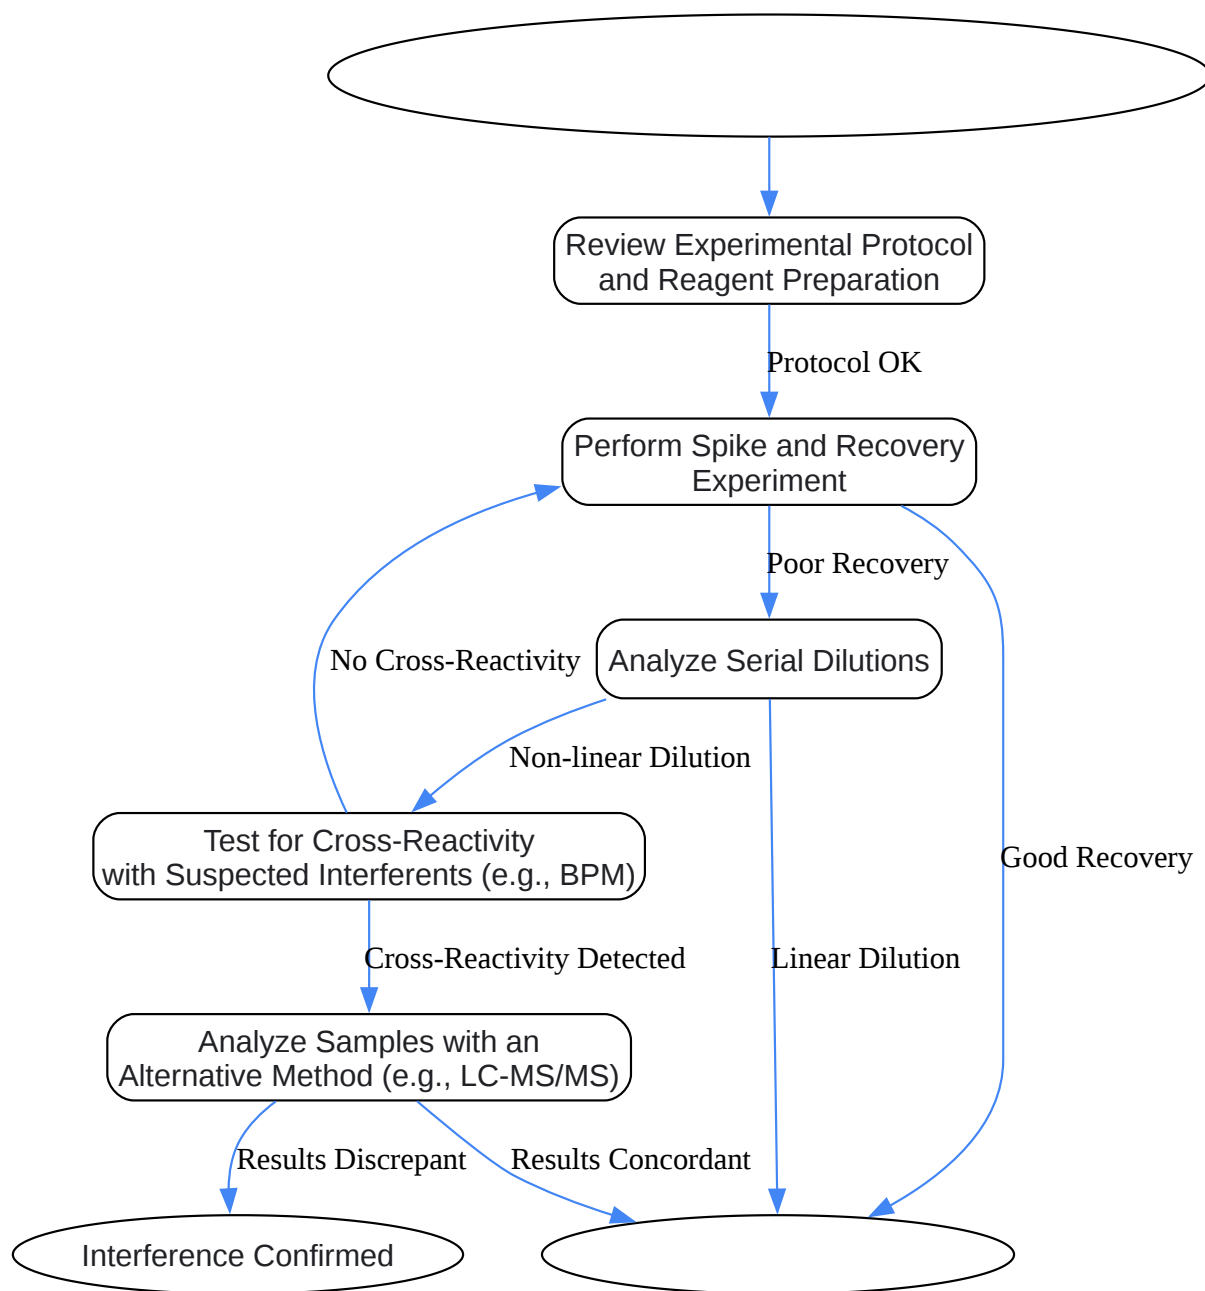 Review Experimental Protocol
and Reagent Preparation
Protocol OK
Perform Spike and Recovery
Experiment
Poor Recovery
No Cross-Reactivity
Analyze Serial Dilutions
Non-linear Dilution
Test for Cross-Reactivity
with Suspected Interferents (e.g., BPM)
Good Recovery
Cross-Reactivity Detected
Linear Dilution
Analyze Samples with an
Alternative Method (e.g., LC-MS/MS)
Results Discrepant
Results Concordant
Interference Confirmed